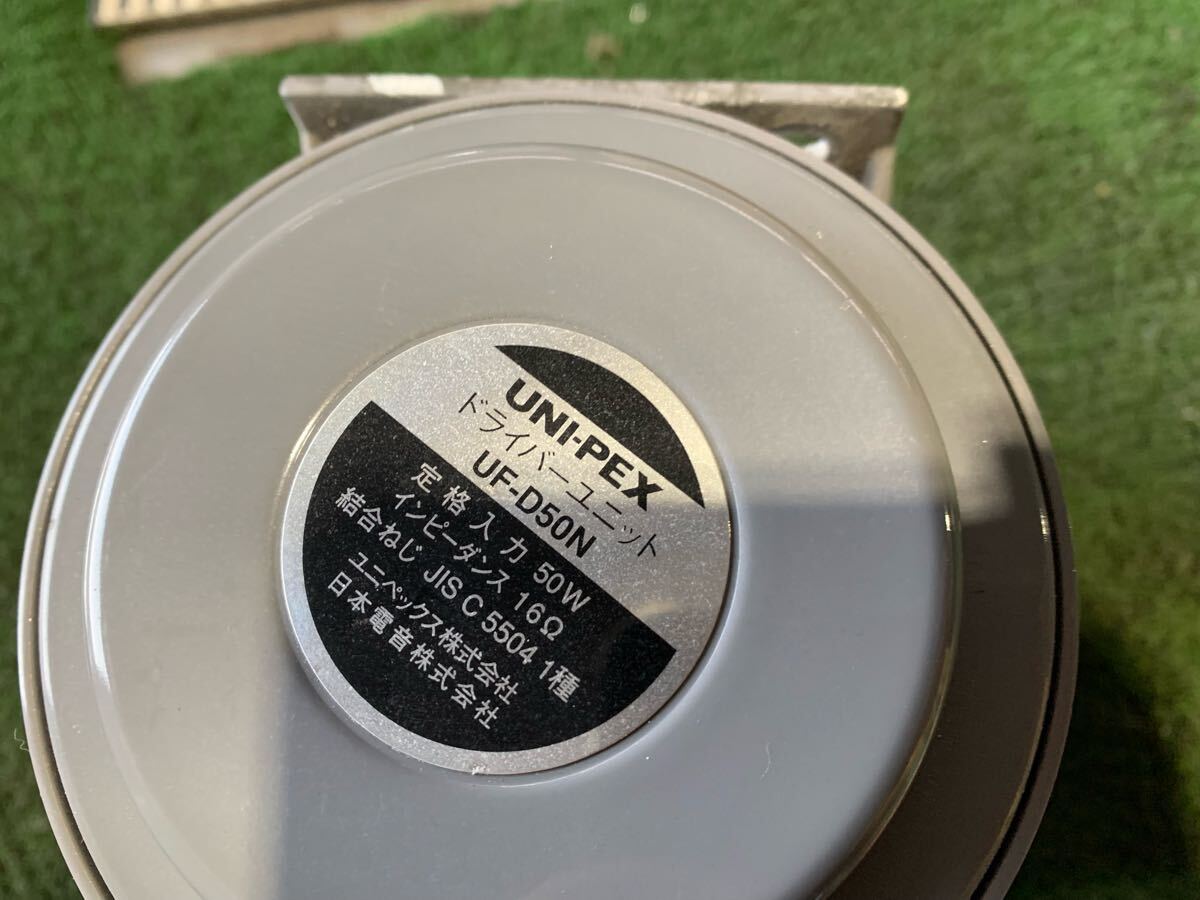 UNI-PEX
ドライバーユニット
UF-D50N
定格入力 50W
インピーダンス 16Ω
結合ねじ JIS C 5504 1種
ユニペックス株式会社
日本電音株式会社